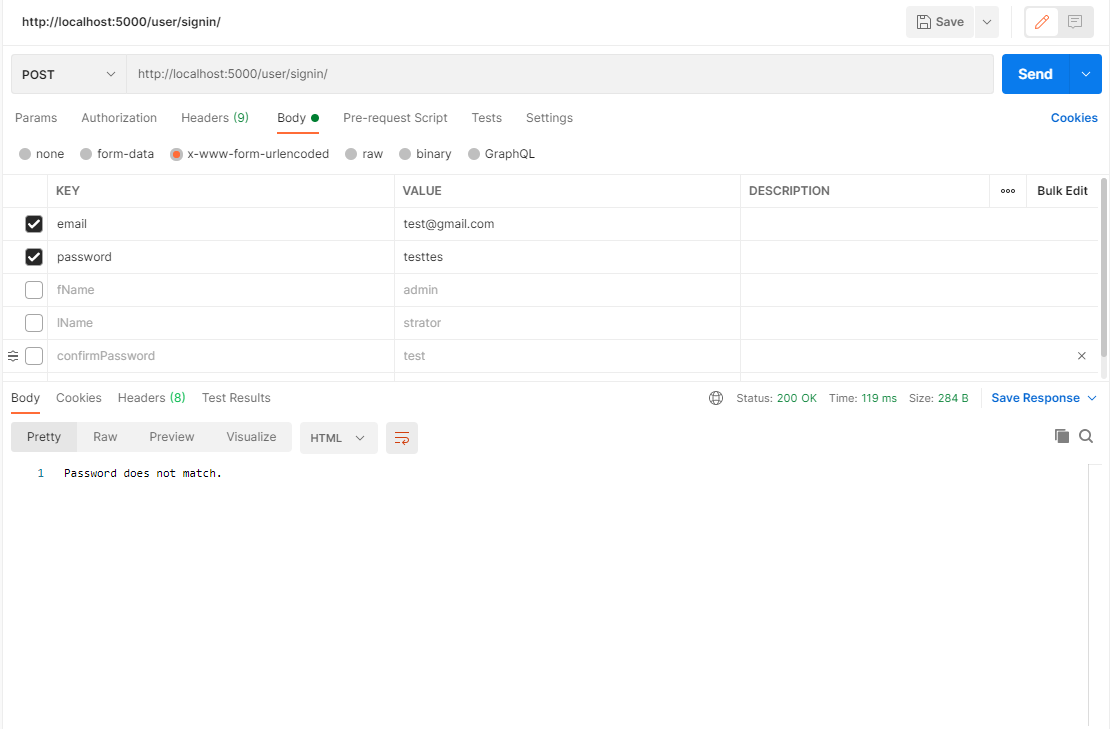 http://localhost:5000/user/signin/ Save
POST http://localhost:5000/user/signin/ Send
Params Authorization Headers (9) Body Pre-request Script Tests Settings Cookies
none form-data x-www-form-urlencoded raw binary GraphQL
KEY VALUE DESCRIPTION Bulk Edit
email test@gmail.com
password testtes
fName admin
lName strator
confirmPassword test
Body Cookies Headers (8) Test Results Status: 200 OK Time: 119 ms Size: 284 B Save Response
Pretty Raw Preview Visualize HTML
1 Password does not match.